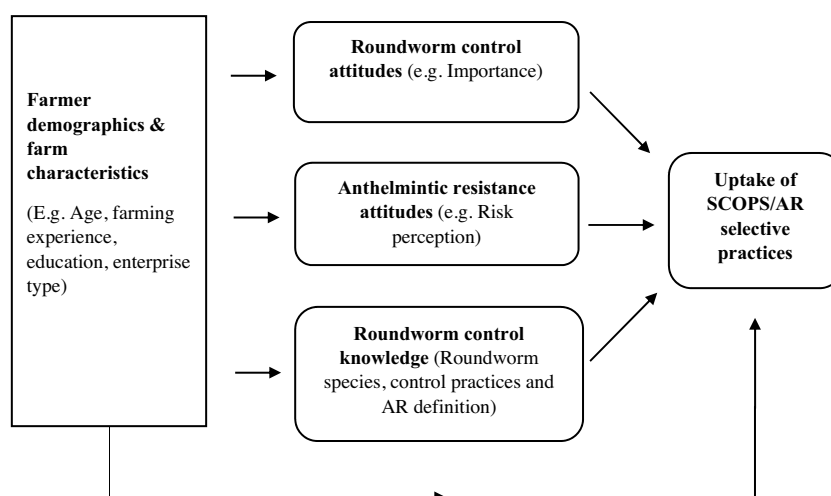 Farmer
demographics &
farm
characteristics
(E.g. Age, farming
experience,
education, enterprise
type)
Roundworm control
attitudes (e.g. Importance)
Anthelmintic resistance
attitudes (e.g. Risk
perception)
Roundworm control
knowledge (Roundworm
species, control practices and
AR definition)
Uptake of
SCOPS/AR
selective
practices